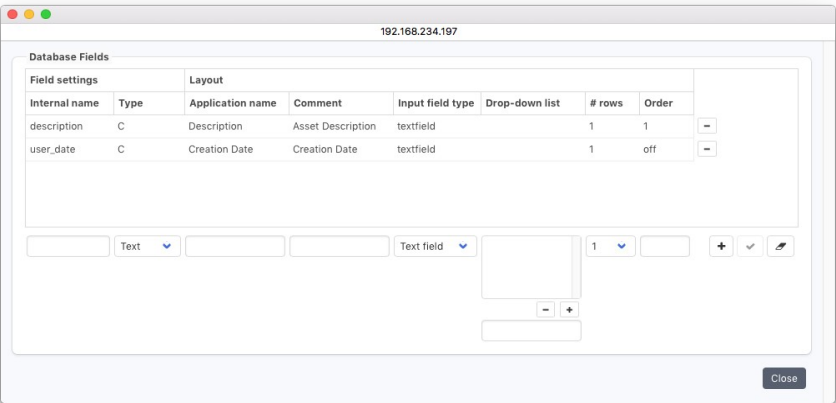 192.168.234.197
Database Fields
Field settings Layout
Internal name Type Application name Comment Input field type Drop-down list # rows Order
description C Description Asset Description textfield 1 1
user_date C Creation Date Creation Date textfield 1 off
Text Text field 1
Close